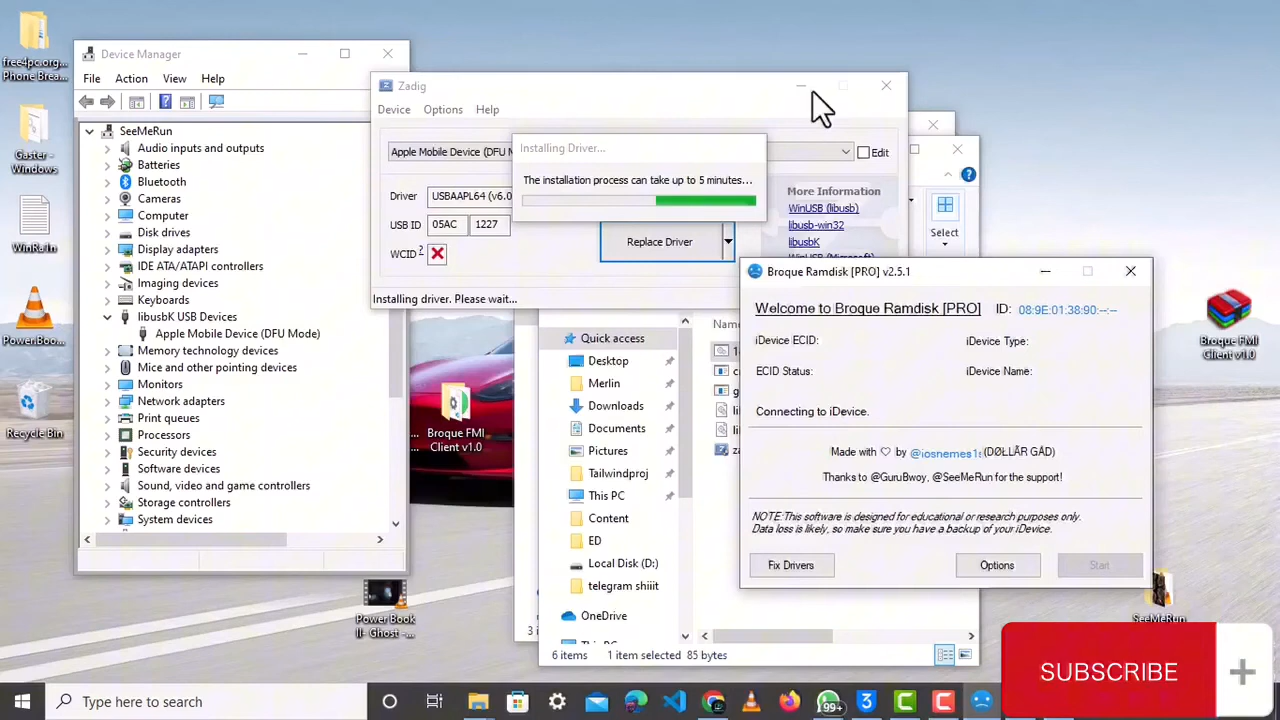 free4pc.org...
Phone Brea...
Gaster -
Windows
WinRa.ln
PowerBoo...
Recycle Bin
Device Manager
File Action View Help
SeeMeRun
Audio inputs and outputs
Batteries
Bluetooth
Cameras
Computer
Disk drives
Display adapters
IDE ATA/ATAPI controllers
Imaging devices
Keyboards
libusbK USB Devices
Apple Mobile Device (DFU Mode)
Memory technology devices
Mice and other pointing devices
Monitors
Network adapters
Print queues
Processors
Security devices
Software devices
Sound, video and game controllers
Storage controllers
System devices
Zadig
Device Options Help
Apple Mobile Device (DFU M
Edit
Driver USBAAPL64 (v6.0
USB ID 05AC 1227
WCID ?
Replace Driver
More Information
WinUSB (libusb)
libusb-win32
libusbK
WinUSB (Microsoft)
Installing driver. Please wait...
Installing Driver...
The installation process can take up to 5 minutes...
Select
Broque FMI
Client v1.0
Power Book
II- Ghost -...
Quick access
Desktop
Merlin
Downloads
Documents
Pictures
Tailwindproj
This PC
Content
ED
Local Disk (D:)
telegram shiiit
OneDrive
This PC
Name
6 items 1 item selected 85 bytes
Broque Ramdisk [PRO] v2.5.1
Welcome to Broque Ramdisk [PRO] ID: 08:9E:01:38:90:--:--
iDevice ECID: iDevice Type:
ECID Status: iDevice Name:
Connecting to iDevice.
Made with ♡ by @iosnemes1s (DØLLÃR GÃD)
Thanks to @GuruBwoy, @SeeMeRun for the support!
NOTE:This software is designed for educational or research purposes only.
Data loss is likely, so make sure you have a backup of your iDevice.
Fix Drivers Options Start
Broque FMI
Client v1.0
SeeMeRun
SUBSCRIBE
Type here to search
99+
3